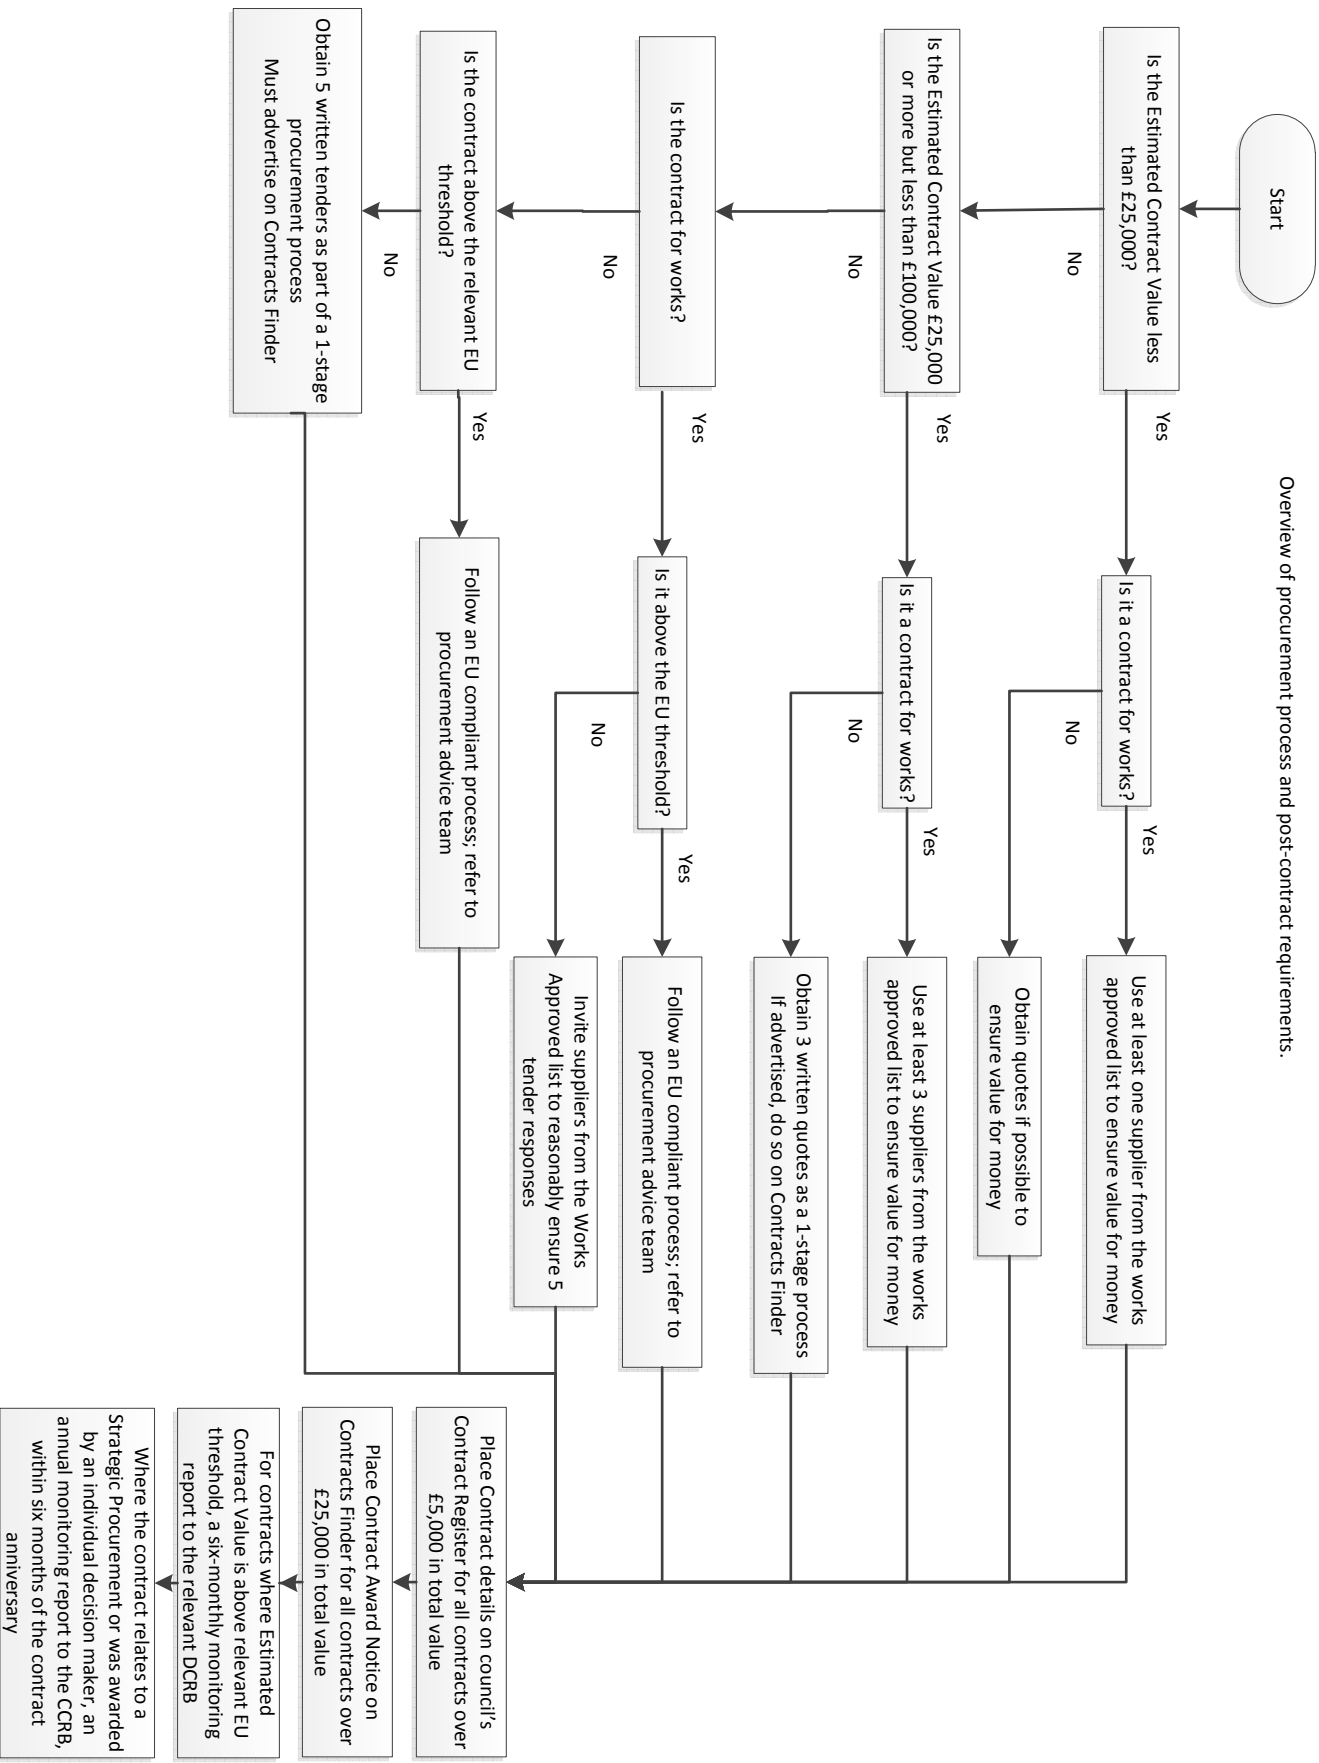 Overview of procurement process and post-contract requirements.
Start
Is the Estimated Contract Value less
than £25,000?
Yes
Is it a contract for works?
Yes
Use at least one supplier from the works
approved list to ensure value for money
No
No
Obtain quotes if possible to
ensure value for money
Is the Estimated Contract Value £25,000
or more but less than £100,000?
Yes
Is it a contract for works?
Yes
Use at least 3 suppliers from the works
approved list to ensure value for money
No
No
Obtain 3 written quotes as a 1-stage process
If advertised, do so on Contracts Finder
Is the contract for works?
Yes
Is it above the EU threshold?
Yes
Follow an EU compliant process; refer to
procurement advice team
No
No
Invite suppliers from the Works
Approved list to reasonably ensure 5
tender responses
Is the contract above the relevant EU
threshold?
Yes
Follow an EU compliant process; refer to
procurement advice team
No
Obtain 5 written tenders as part of a 1-stage
procurement process
Must advertise on Contracts Finder
Place Contract details on council's
Contract Register for all contracts over
£5,000 in total value
Place Contract Award Notice on
Contracts Finder for all contracts over
£25,000 in total value
For contracts where Estimated
Contract Value is above relevant EU
threshold, a six-monthly monitoring
report to the relevant DCRB
Where the contract relates to a
Strategic Procurement or was awarded
by an individual decision maker, an
annual monitoring report to the CCRB,
within six months of the contract
anniversary